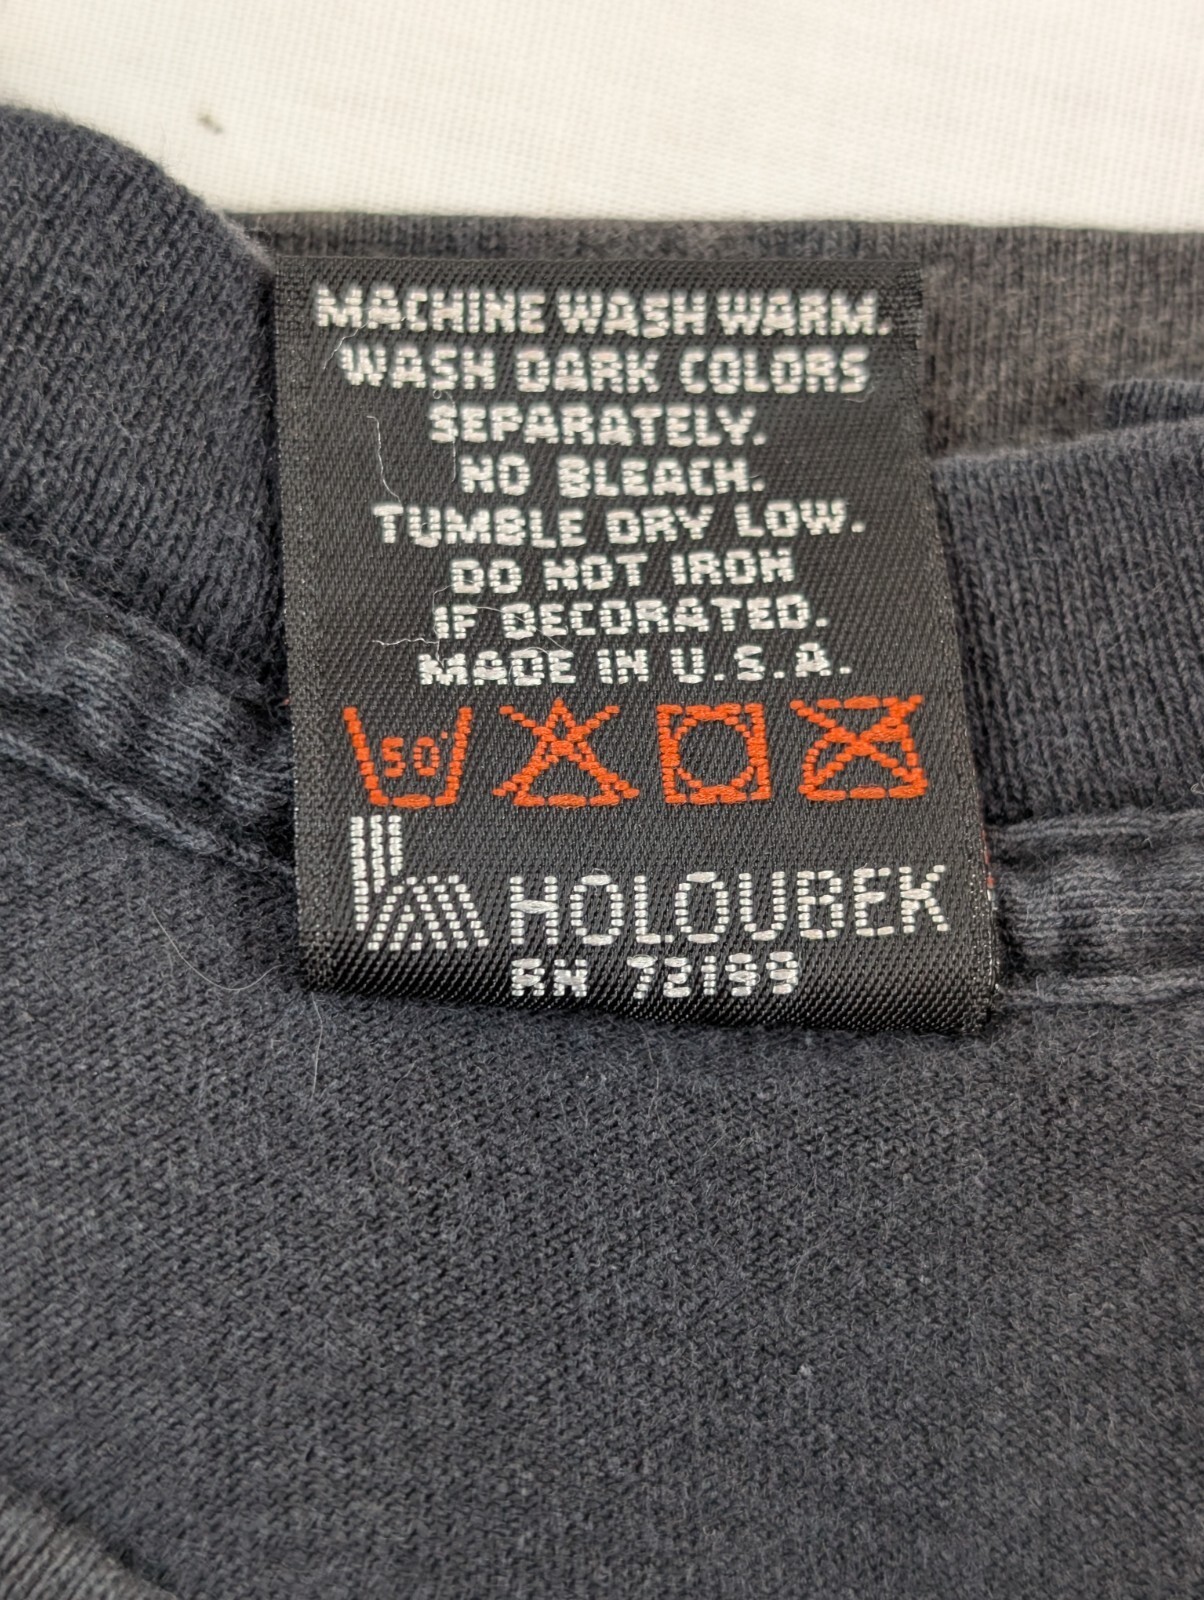 MACHINE WASH WARM.
WASH DARK COLORS
SEPARATELY.
NO BLEACH.
TUMBLE DRY LOW.
DO NOT IRON
IF DECORATED.
MADE IN U.S.A.
50°
HOLOUBEK
RN 72199